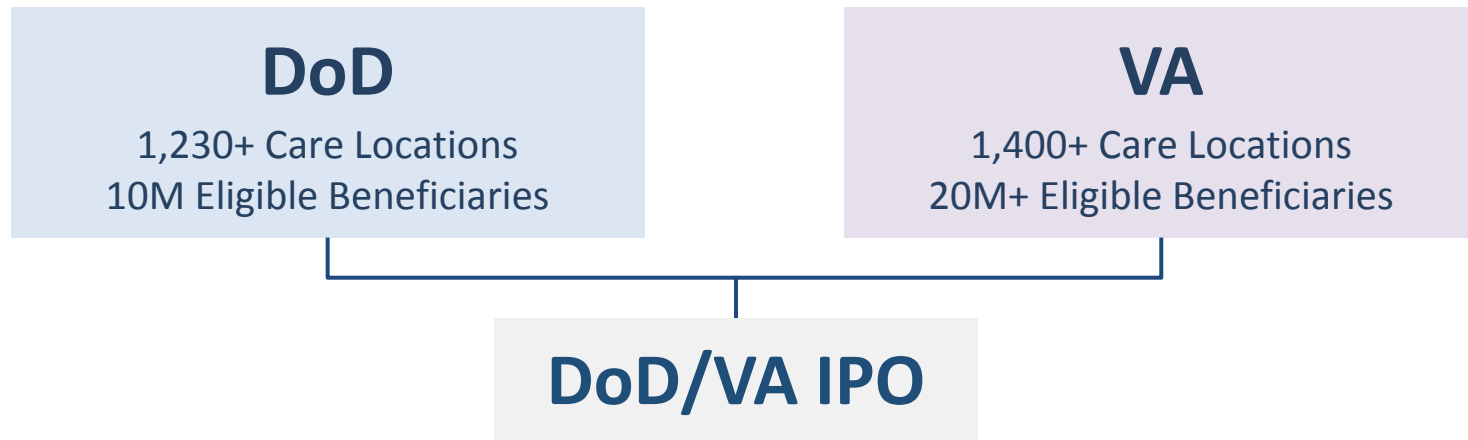 DoD
1,230+ Care Locations
10M Eligible Beneficiaries
VA
1,400+ Care Locations
20M+ Eligible Beneficiaries
DoD/VA IPO